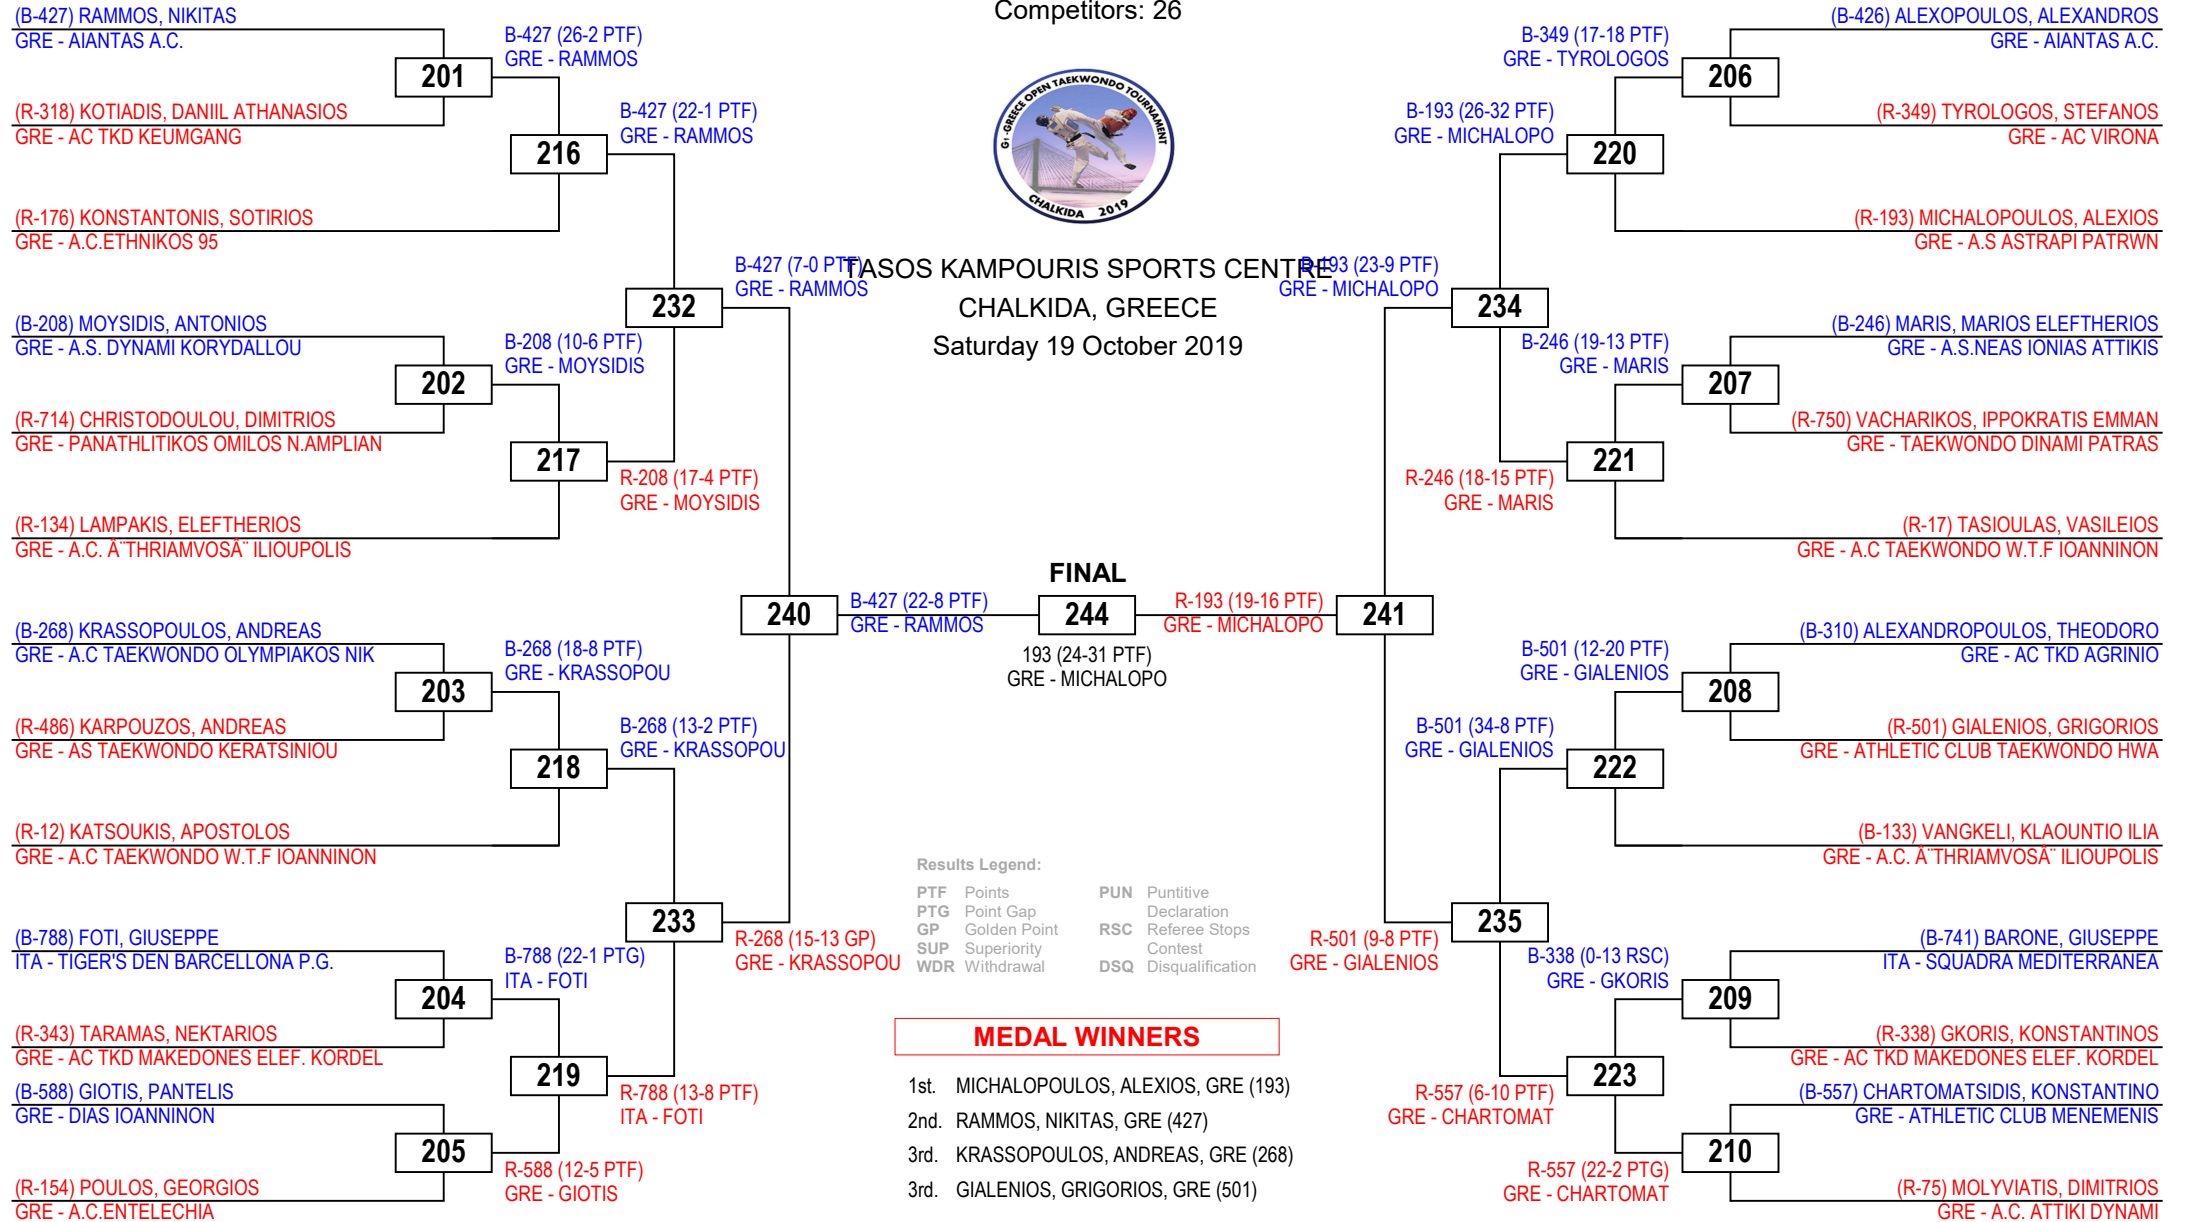 Competitors: 26
G1 -GREECE OPEN TAEKWONDO TOURNAMENT
CHALKIDA 2019
TASOS KAMPOURIS SPORTS CENTRE
CHALKIDA, GREECE
Saturday 19 October 2019
(B-427) RAMMOS, NIKITAS
GRE - AIANTAS A.C.
201
(R-318) KOTIADIS, DANIIL ATHANASIOS
GRE - AC TKD KEUMGANG
B-427 (26-2 PTF)
GRE - RAMMOS
216
(R-176) KONSTANTONIS, SOTIRIOS
GRE - A.C.ETHNIKOS 95
B-427 (22-1 PTF)
GRE - RAMMOS
232
B-427 (7-0 PTF)
GRE - RAMMOS
(B-208) MOYSIDIS, ANTONIOS
GRE - A.S. DYNAMI KORYDALLOU
202
(R-714) CHRISTODOULOU, DIMITRIOS
GRE - PANATHLITIKOS OMILOS N.AMPLIAN
B-208 (10-6 PTF)
GRE - MOYSIDIS
217
(R-134) LAMPAKIS, ELEFTHERIOS
GRE - A.C. Ä¨THRIAMVOSÄ¨ ILIOUPOLIS
R-208 (17-4 PTF)
GRE - MOYSIDIS
240
B-427 (22-8 PTF)
GRE - RAMMOS
(B-268) KRASSOPOULOS, ANDREAS
GRE - A.C TAEKWONDO OLYMPIAKOS NIK
203
(R-486) KARPOUZOS, ANDREAS
GRE - AS TAEKWONDO KERATSINIOU
B-268 (18-8 PTF)
GRE - KRASSOPOU
218
(R-12) KATSOUKIS, APOSTOLOS
GRE - A.C TAEKWONDO W.T.F IOANNINON
B-268 (13-2 PTF)
GRE - KRASSOPOU
233
R-268 (15-13 GP)
GRE - KRASSOPOU
(B-788) FOTI, GIUSEPPE
ITA - TIGER'S DEN BARCELLONA P.G.
204
(R-343) TARAMAS, NEKTARIOS
GRE - AC TKD MAKEDONES ELEF. KORDEL
B-788 (22-1 PTG)
ITA - FOTI
219
R-788 (13-8 PTF)
ITA - FOTI
(B-588) GIOTIS, PANTELIS
GRE - DIAS IOANNINON
205
(R-154) POULOS, GEORGIOS
GRE - A.C.ENTELECHIA
R-588 (12-5 PTF)
GRE - GIOTIS
FINAL
244
193 (24-31 PTF)
GRE - MICHALOPO
(B-426) ALEXOPOULOS, ALEXANDROS
GRE - AIANTAS A.C.
206
(R-349) TYROLOGOS, STEFANOS
GRE - AC VIRONA
B-349 (17-18 PTF)
GRE - TYROLOGOS
220
(R-193) MICHALOPOULOS, ALEXIOS
GRE - A.S ASTRAPI PATRWN
B-193 (26-32 PTF)
GRE - MICHALOPO
234
B-193 (23-9 PTF)
GRE - MICHALOPO
(B-246) MARIS, MARIOS ELEFTHERIOS
GRE - A.S.NEAS IONIAS ATTIKIS
207
(R-750) VACHARIKOS, IPPOKRATIS EMMAN
GRE - TAEKWONDO DINAMI PATRAS
B-246 (19-13 PTF)
GRE - MARIS
221
(R-17) TASIOULAS, VASILEIOS
GRE - A.C TAEKWONDO W.T.F IOANNINON
R-246 (18-15 PTF)
GRE - MARIS
241
R-193 (19-16 PTF)
GRE - MICHALOPO
(B-310) ALEXANDROPOULOS, THEODORO
GRE - AC TKD AGRINIO
208
(R-501) GIALENIOS, GRIGORIOS
GRE - ATHLETIC CLUB TAEKWONDO HWA
B-501 (12-20 PTF)
GRE - GIALENIOS
222
(B-133) VANGKELI, KLAOUNTIO ILIA
GRE - A.C. Ä¨THRIAMVOSÄ¨ ILIOUPOLIS
B-501 (34-8 PTF)
GRE - GIALENIOS
235
R-501 (9-8 PTF)
GRE - GIALENIOS
(B-741) BARONE, GIUSEPPE
ITA - SQUADRA MEDITERRANEA
209
(R-338) GKORIS, KONSTANTINOS
GRE - AC TKD MAKEDONES ELEF. KORDEL
B-338 (0-13 RSC)
GRE - GKORIS
223
R-557 (6-10 PTF)
GRE - CHARTOMAT
(B-557) CHARTOMATSIDIS, KONSTANTINO
GRE - ATHLETIC CLUB MENEMENIS
210
(R-75) MOLYVIATIS, DIMITRIOS
GRE - A.C. ATTIKI DYNAMI
R-557 (22-2 PTG)
GRE - CHARTOMAT
Results Legend:
PTF Points PUN Puntitive
PTG Point Gap Declaration
GP Golden Point RSC Referee Stops
SUP Superiority Contest
WDR Withdrawal DSQ Disqualification
MEDAL WINNERS
1st. MICHALOPOULOS, ALEXIOS, GRE (193)
2nd. RAMMOS, NIKITAS, GRE (427)
3rd. KRASSOPOULOS, ANDREAS, GRE (268)
3rd. GIALENIOS, GRIGORIOS, GRE (501)